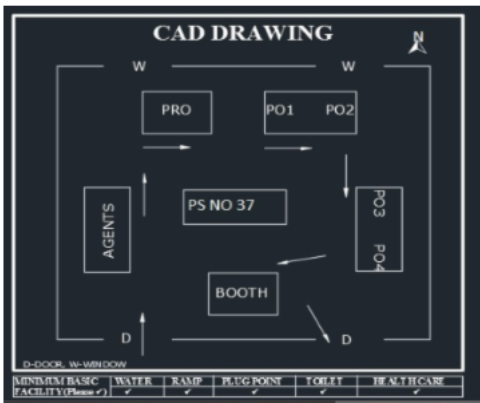 CAD DRAWING
N
W W
PRO PO1 PO2
AGENTS PS NO 37 PO3 PO4
BOOTH
D D
D-DOOR, W-WINDOW
MINIMUM BASIC WATER RAMP PLUG POINT TOILET HEALTH CARE
FACILITY(Please ✓) ✓ ✓ ✓ ✓ ✓